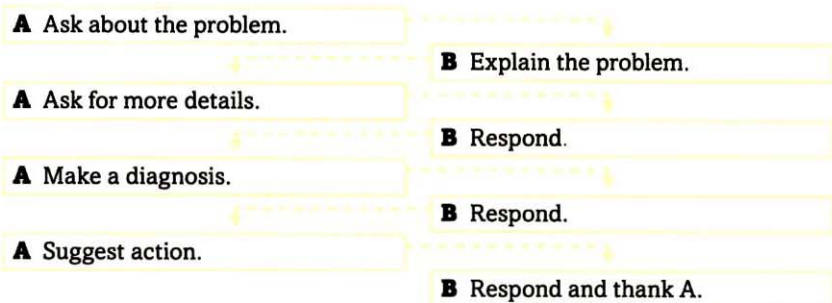 A Ask about the problem.
B Explain the problem.
A Ask for more details.
B Respond.
A Make a diagnosis.
B Respond.
A Suggest action.
B Respond and thank A.